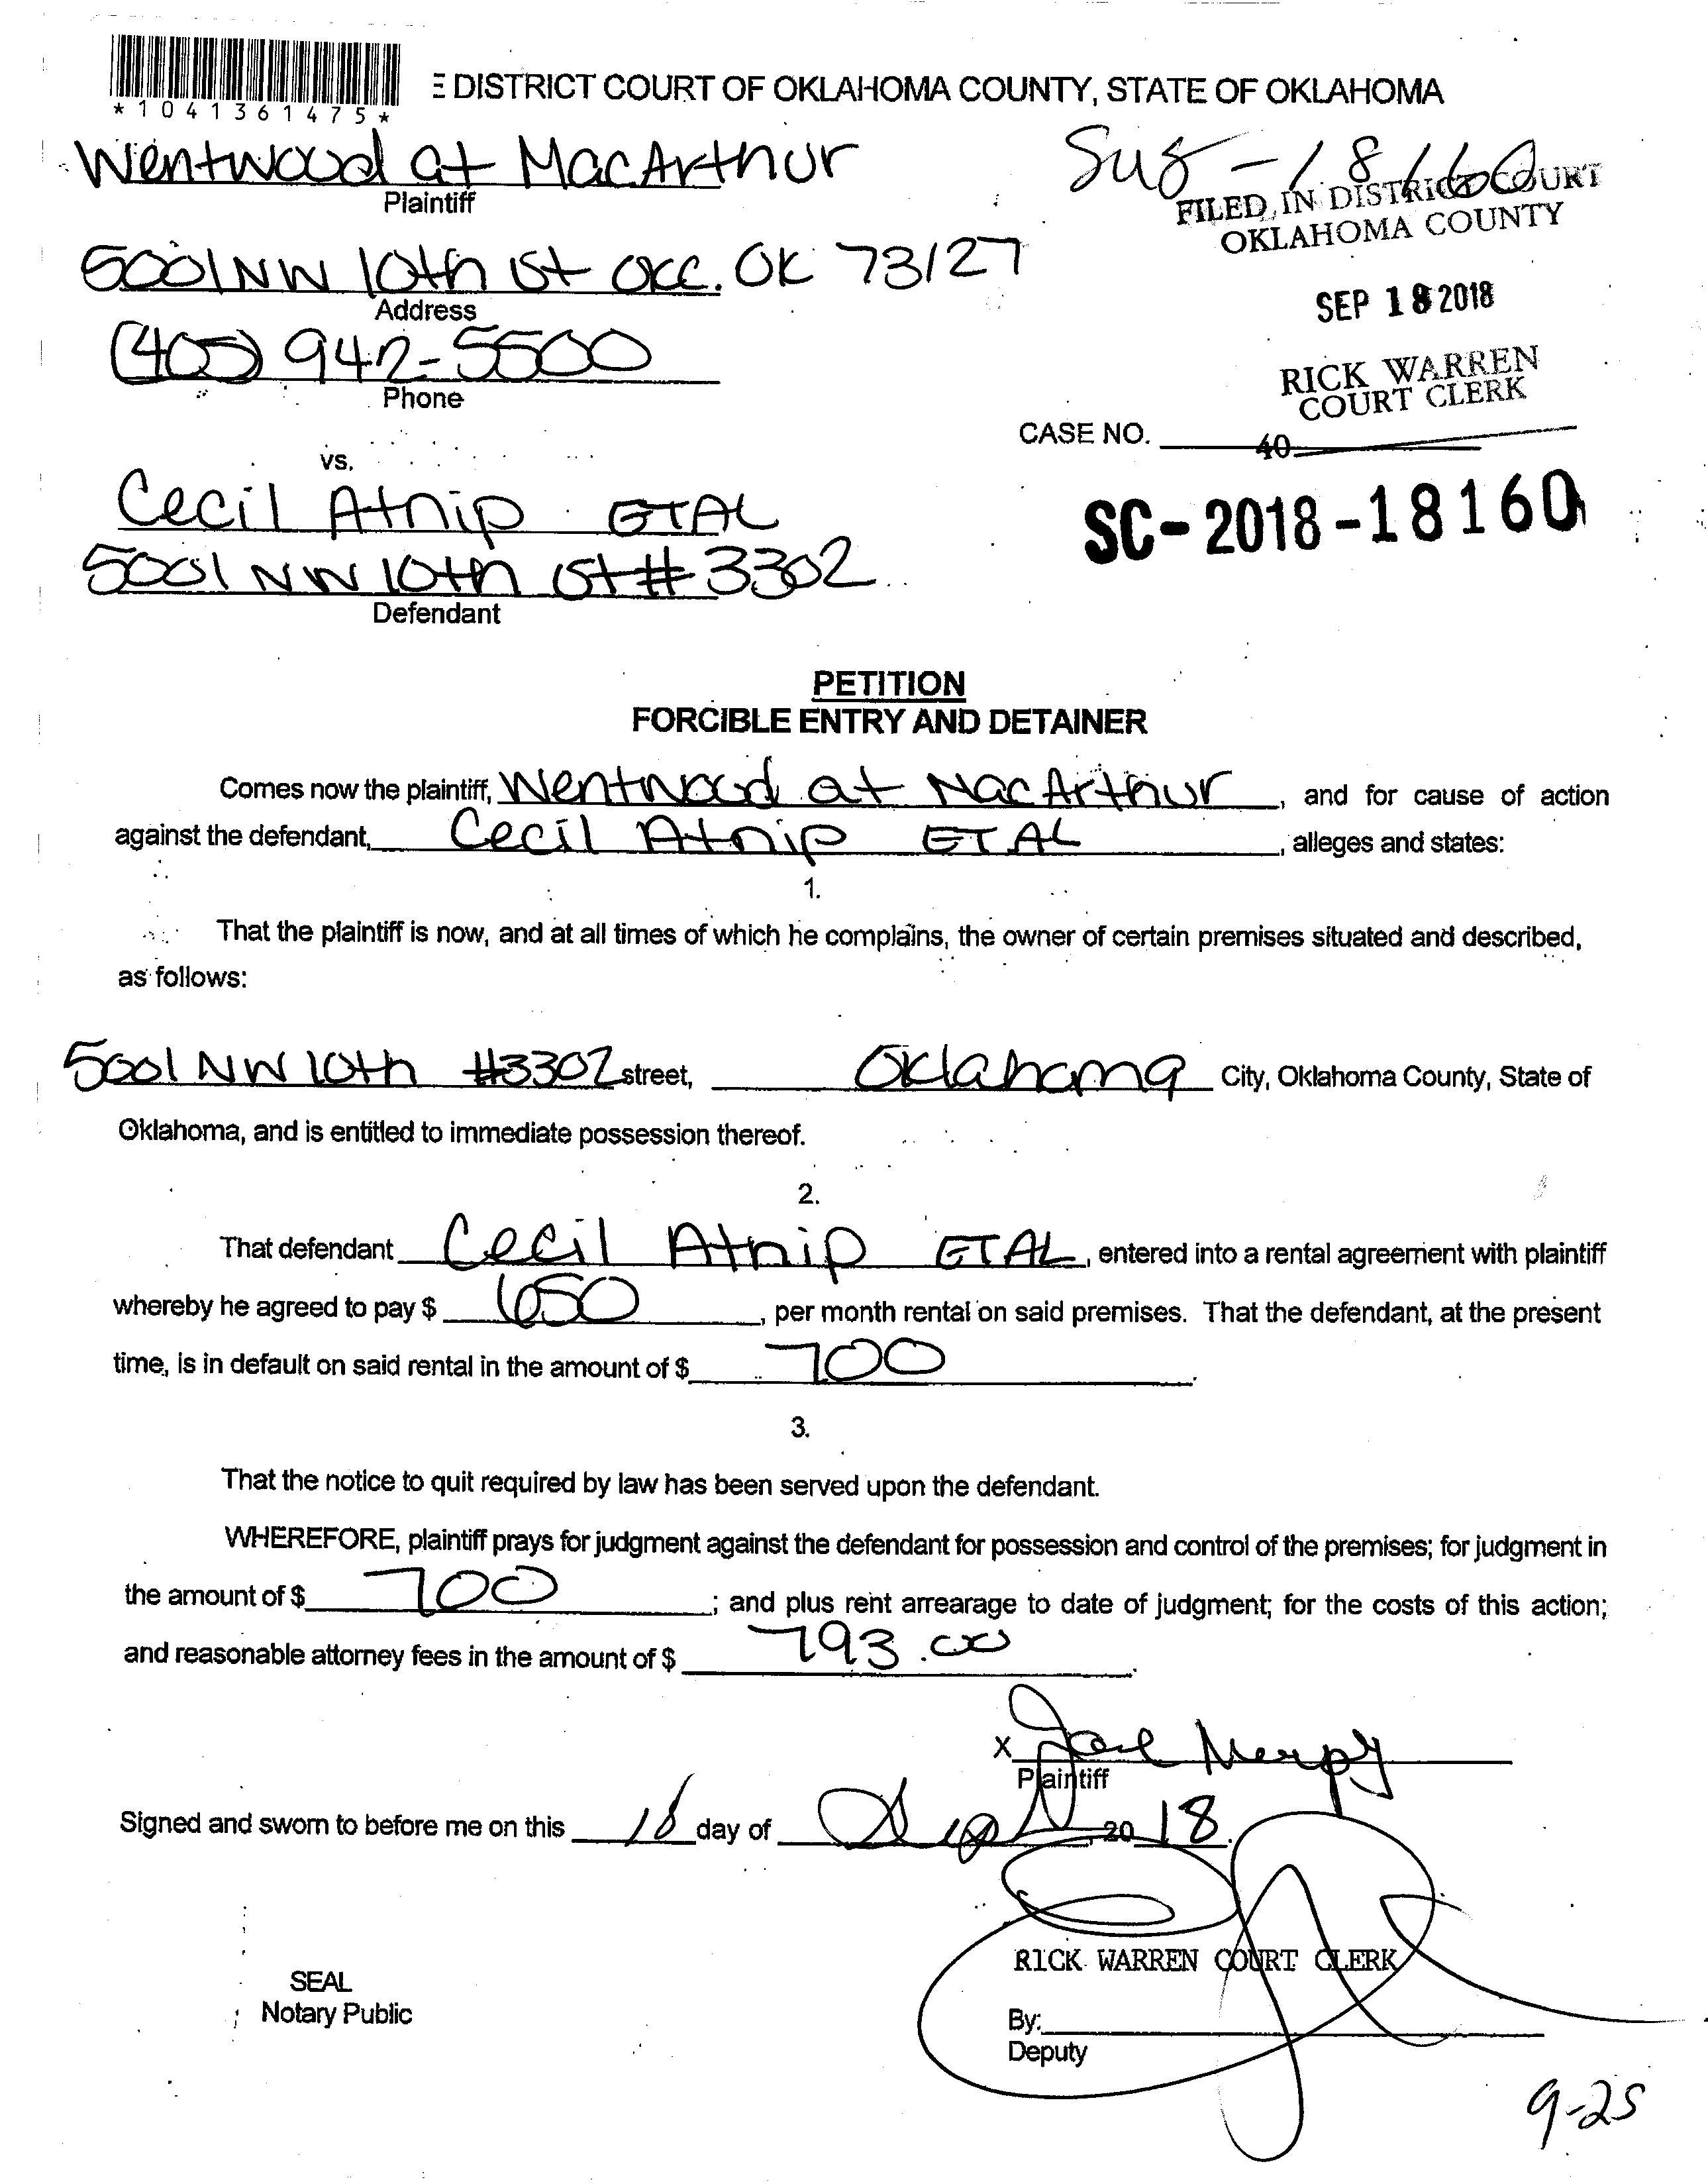 *1041361475*
E DISTRICT COURT OF OKLAHOMA COUNTY, STATE OF OKLAHOMA
Wentwood at MacArthur
Plaintiff
FILED IN DISTRICT COURT
OKLAHOMA COUNTY
5001 NW 10th St OKC. OK 73127
Address
SEP 18 2018
(405) 942-5500
Phone
RICK WARREN
COURT CLERK
CASE NO.
40
vs.
Cecil Atnip ETAL
SC-2018-18160
5001 NW 10th St # 3302
Defendant
PETITION
FORCIBLE ENTRY AND DETAINER
Comes now the plaintiff, Wentwood at MacArthur, and for cause of action
against the defendant, Cecil Atnip ETAL, alleges and states:
1.
That the plaintiff is now, and at all times of which he complains, the owner of certain premises situated and described,
as follows:
5001 NW 10th #3302 street, Oklahoma City, Oklahoma County, State of
Oklahoma, and is entitled to immediate possession thereof.
2.
That defendant Cecil Atnip ETAL, entered into a rental agreement with plaintiff
whereby he agreed to pay $ 650, per month rental on said premises. That the defendant, at the present
time, is in default on said rental in the amount of $ 700.
3.
That the notice to quit required by law has been served upon the defendant.
WHEREFORE, plaintiff prays for judgment against the defendant for possession and control of the premises; for judgment in
the amount of $ 700; and plus rent arrearage to date of judgment; for the costs of this action;
and reasonable attorney fees in the amount of $ 793.00.
X
Plaintiff
Signed and sworn to before me on this 18 day of Sept, 20 18.
RICK WARREN COURT CLERK
SEAL
Notary Public
By:
Deputy
9-25